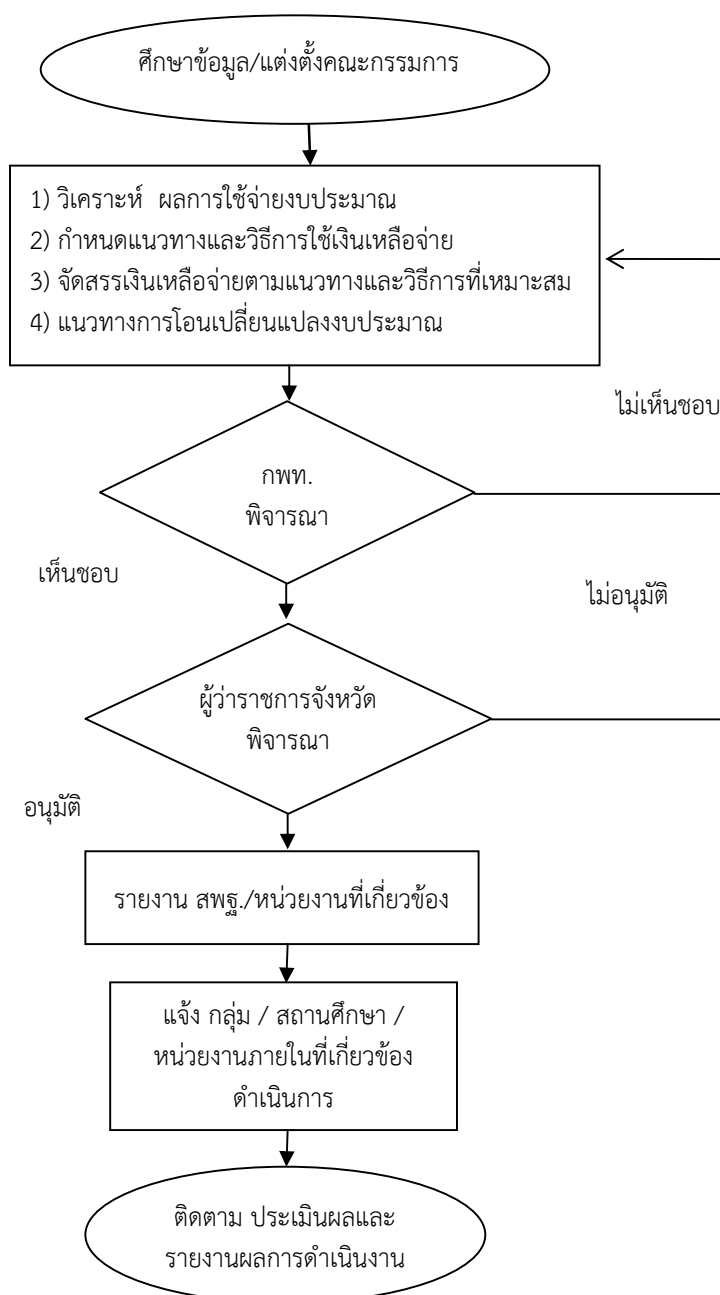 ศึกษาข้อมูล/แต่งตั้งคณะกรรมการ
1) วิเคราะห์  ผลการใช้จ่ายงบประมาณ
2) กำหนดแนวทางและวิธีการใช้เงินเหลือจ่าย
3) จัดสรรเงินเหลือจ่ายตามแนวทางและวิธีการที่เหมาะสม
4) แนวทางการโอนเปลี่ยนแปลงงบประมาณ
ไม่เห็นชอบ
กพท.
พิจารณา
เห็นชอบ
ไม่อนุมัติ
ผู้ว่าราชการจังหวัด
พิจารณา
อนุมัติ
รายงาน สพฐ./หน่วยงานที่เกี่ยวข้อง
แจ้ง กลุ่ม / สถานศึกษา /
หน่วยงานภายในที่เกี่ยวข้อง
ดำเนินการ
ติดตาม ประเมินผลและ
รายงานผลการดำเนินงาน